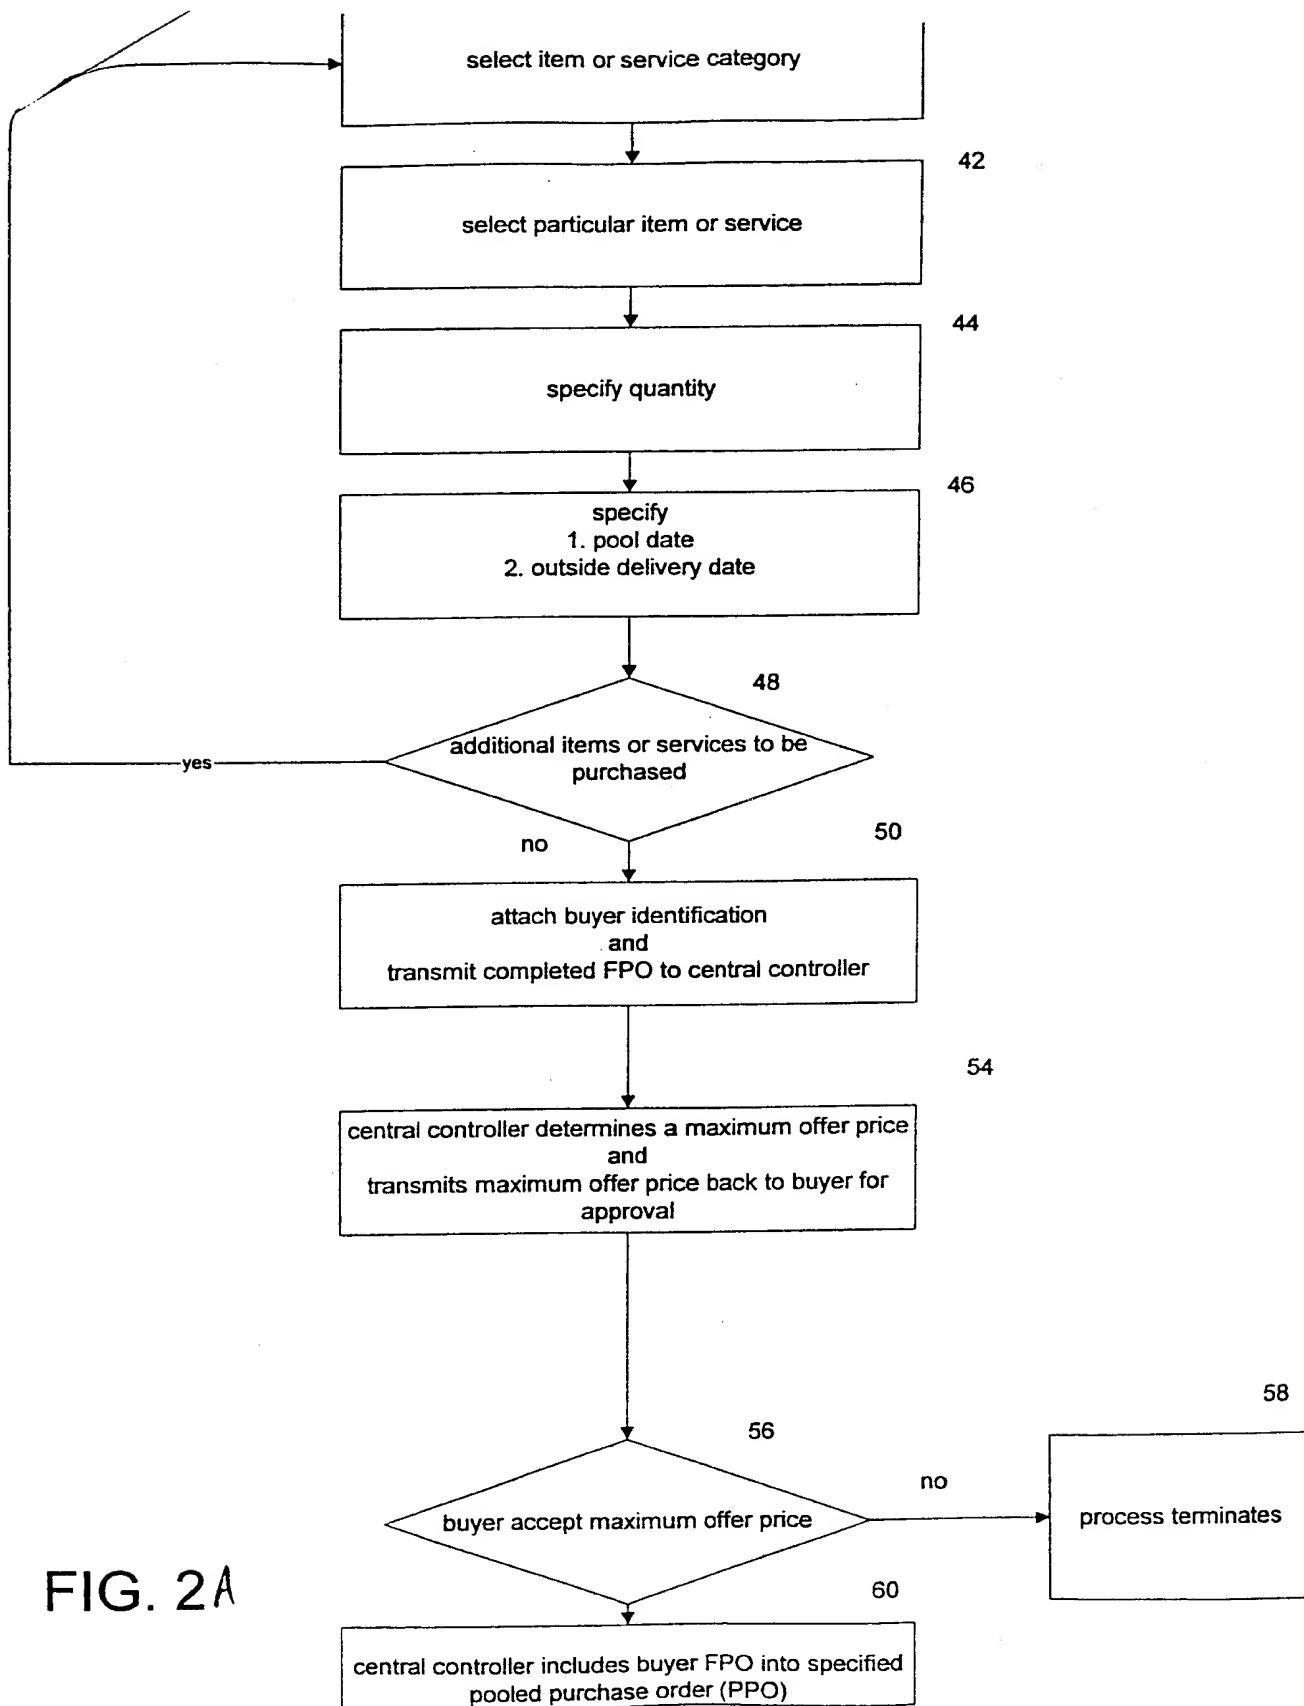 select item or service category
42
select particular item or service
44
specify quantity
46
specify
1. pool date
2. outside delivery date
48
additional items or services to be
purchased
yes
no
50
attach buyer identification
and
transmit completed FPO to central controller
54
central controller determines a maximum offer price
and
transmits maximum offer price back to buyer for
approval
56
58
no
buyer accept maximum offer price
process terminates
60
central controller includes buyer FPO into specified
pooled purchase order (PPO)
FIG. 2A